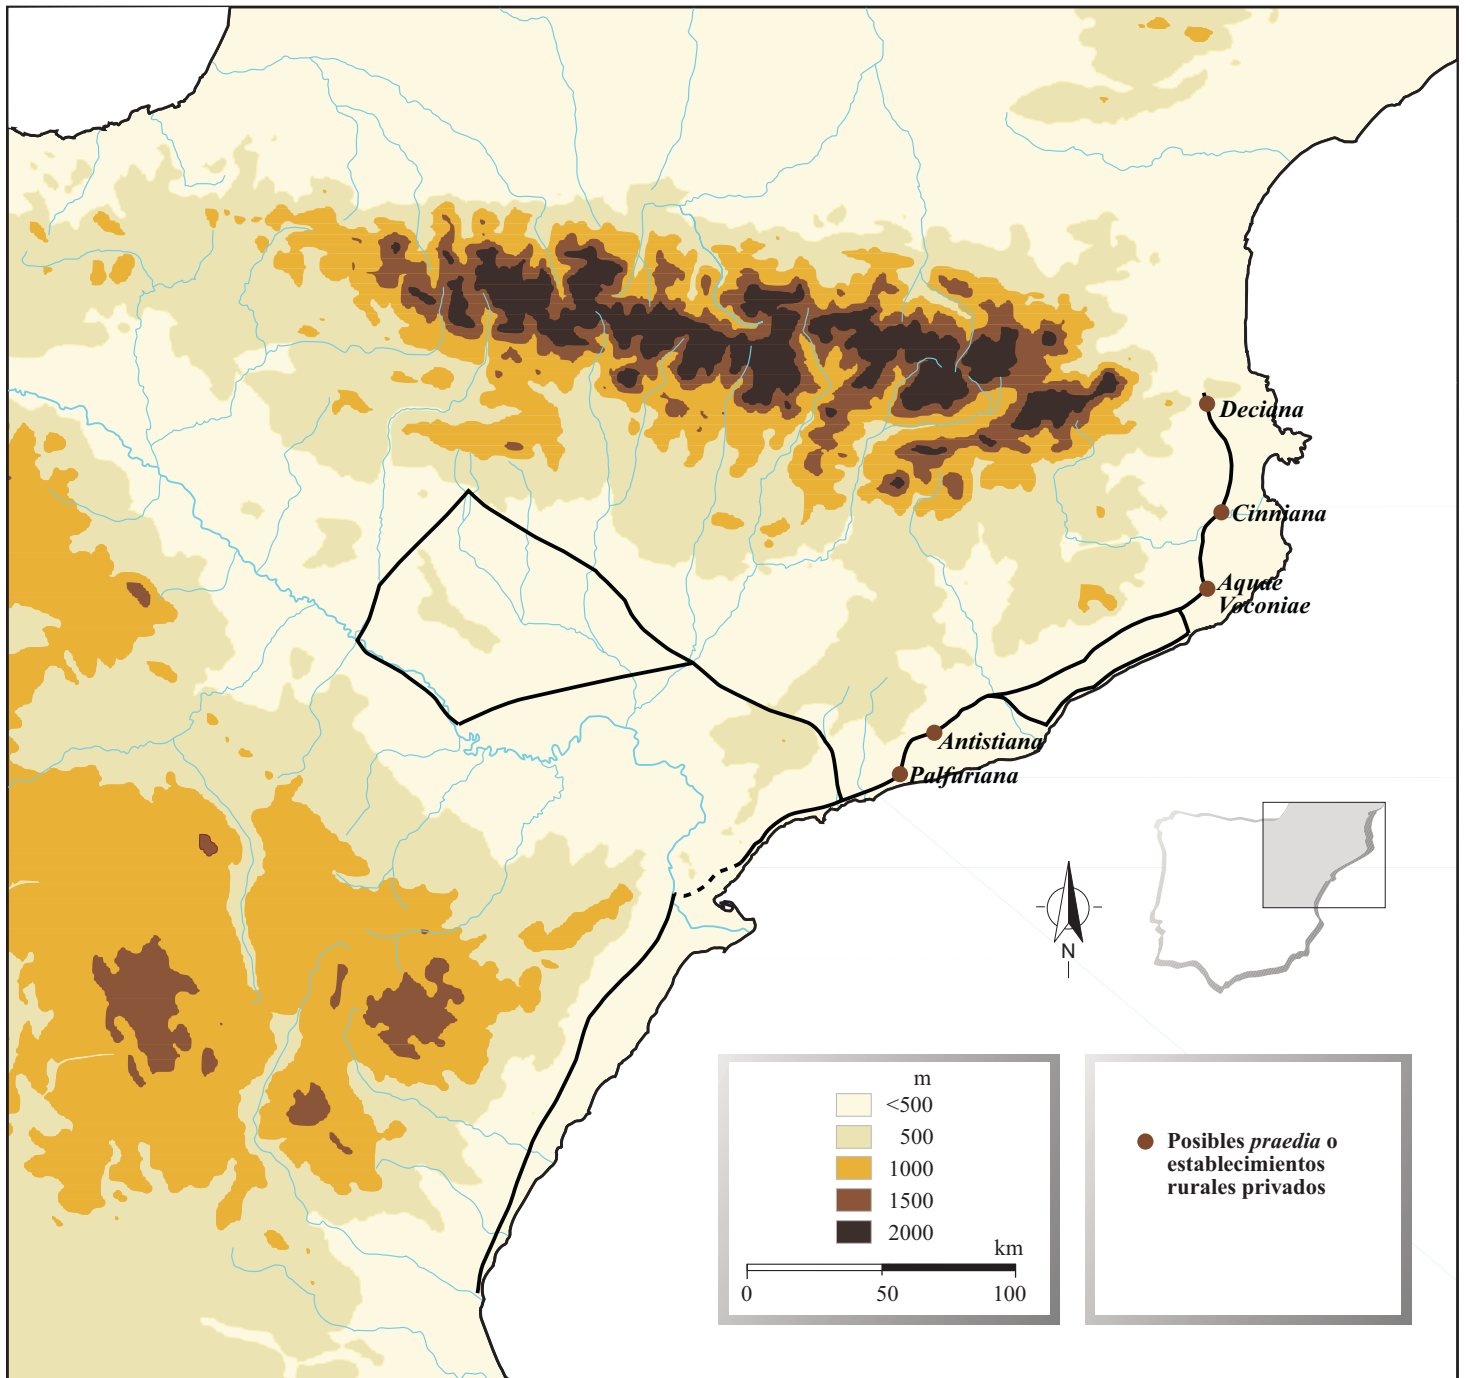 Deciana
Cinniana
Aquae
Voconiae
Antistiana
Palfuriana
N
m
<500
500
1000
1500
2000
km
0 50 100
Posibles praedia o
establecimientos
rurales privados